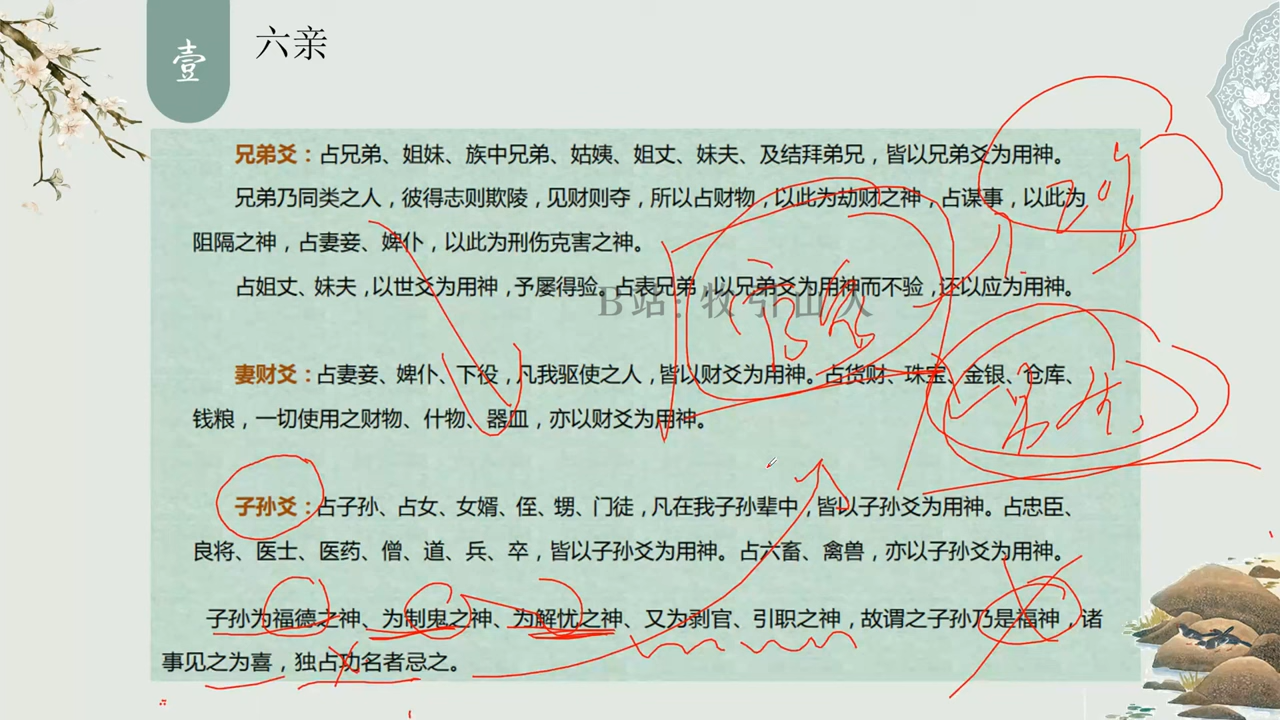 壹
六亲
兄弟爻：占兄弟、姐妹、族中兄弟、姑姨、姐丈、妹夫、及结拜弟兄，皆以兄弟爻为用神。
兄弟乃同类之人，彼得志则欺陵，见财则夺，所以占财物，以此为劫财之神，占谋事，以此为
阻隔之神，占妻妾、婢仆，以此为刑伤克害之神。
占姐丈、妹夫，以世爻为用神，予屡得验。占表兄弟，以兄弟爻为用神而不验，还以应为用神。
B站：牧引山人
妻财爻：占妻妾、婢仆、下役，凡我驱使之人，皆以财爻为用神。占货财、珠宝、金银、仓库、
钱粮，一切使用之财物、什物、器皿，亦以财爻为用神。
子孙爻：占子孙、占女、女婿、侄、甥、门徒，凡在我子孙辈中，皆以子孙爻为用神。占忠臣、
良将、医士、医药、僧、道、兵、卒，皆以子孙爻为用神。占六畜、禽兽，亦以子孙爻为用神。
子孙为福德之神、为制鬼之神、为解忧之神、又为剥官、引职之神，故谓之子孙乃是福神，诸
事见之为喜，独占功名者忌之。